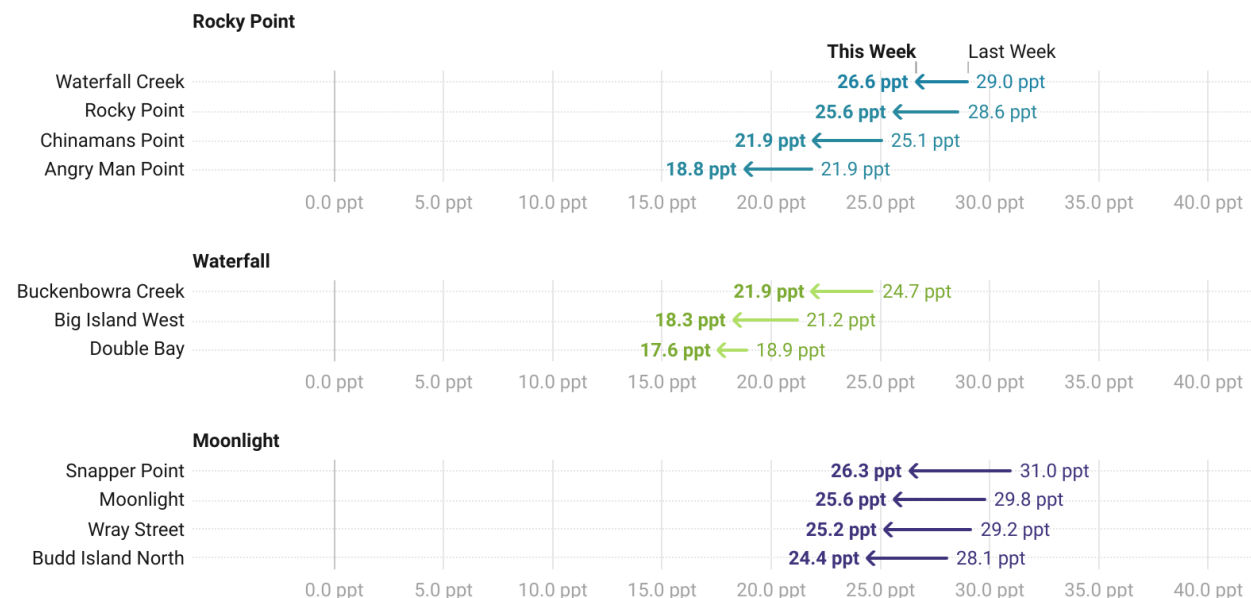 Rocky Point
This Week Last Week
Waterfall Creek 26.6 ppt 29.0 ppt
Rocky Point 25.6 ppt 28.6 ppt
Chinamans Point 21.9 ppt 25.1 ppt
Angry Man Point 18.8 ppt 21.9 ppt
0.0 ppt 5.0 ppt 10.0 ppt 15.0 ppt 20.0 ppt 25.0 ppt 30.0 ppt 35.0 ppt 40.0 ppt
Waterfall
Buckenbowra Creek 21.9 ppt 24.7 ppt
Big Island West 18.3 ppt 21.2 ppt
Double Bay 17.6 ppt 18.9 ppt
0.0 ppt 5.0 ppt 10.0 ppt 15.0 ppt 20.0 ppt 25.0 ppt 30.0 ppt 35.0 ppt 40.0 ppt
Moonlight
Snapper Point 26.3 ppt 31.0 ppt
Moonlight 25.6 ppt 29.8 ppt
Wray Street 25.2 ppt 29.2 ppt
Budd Island North 24.4 ppt 28.1 ppt
0.0 ppt 5.0 ppt 10.0 ppt 15.0 ppt 20.0 ppt 25.0 ppt 30.0 ppt 35.0 ppt 40.0 ppt